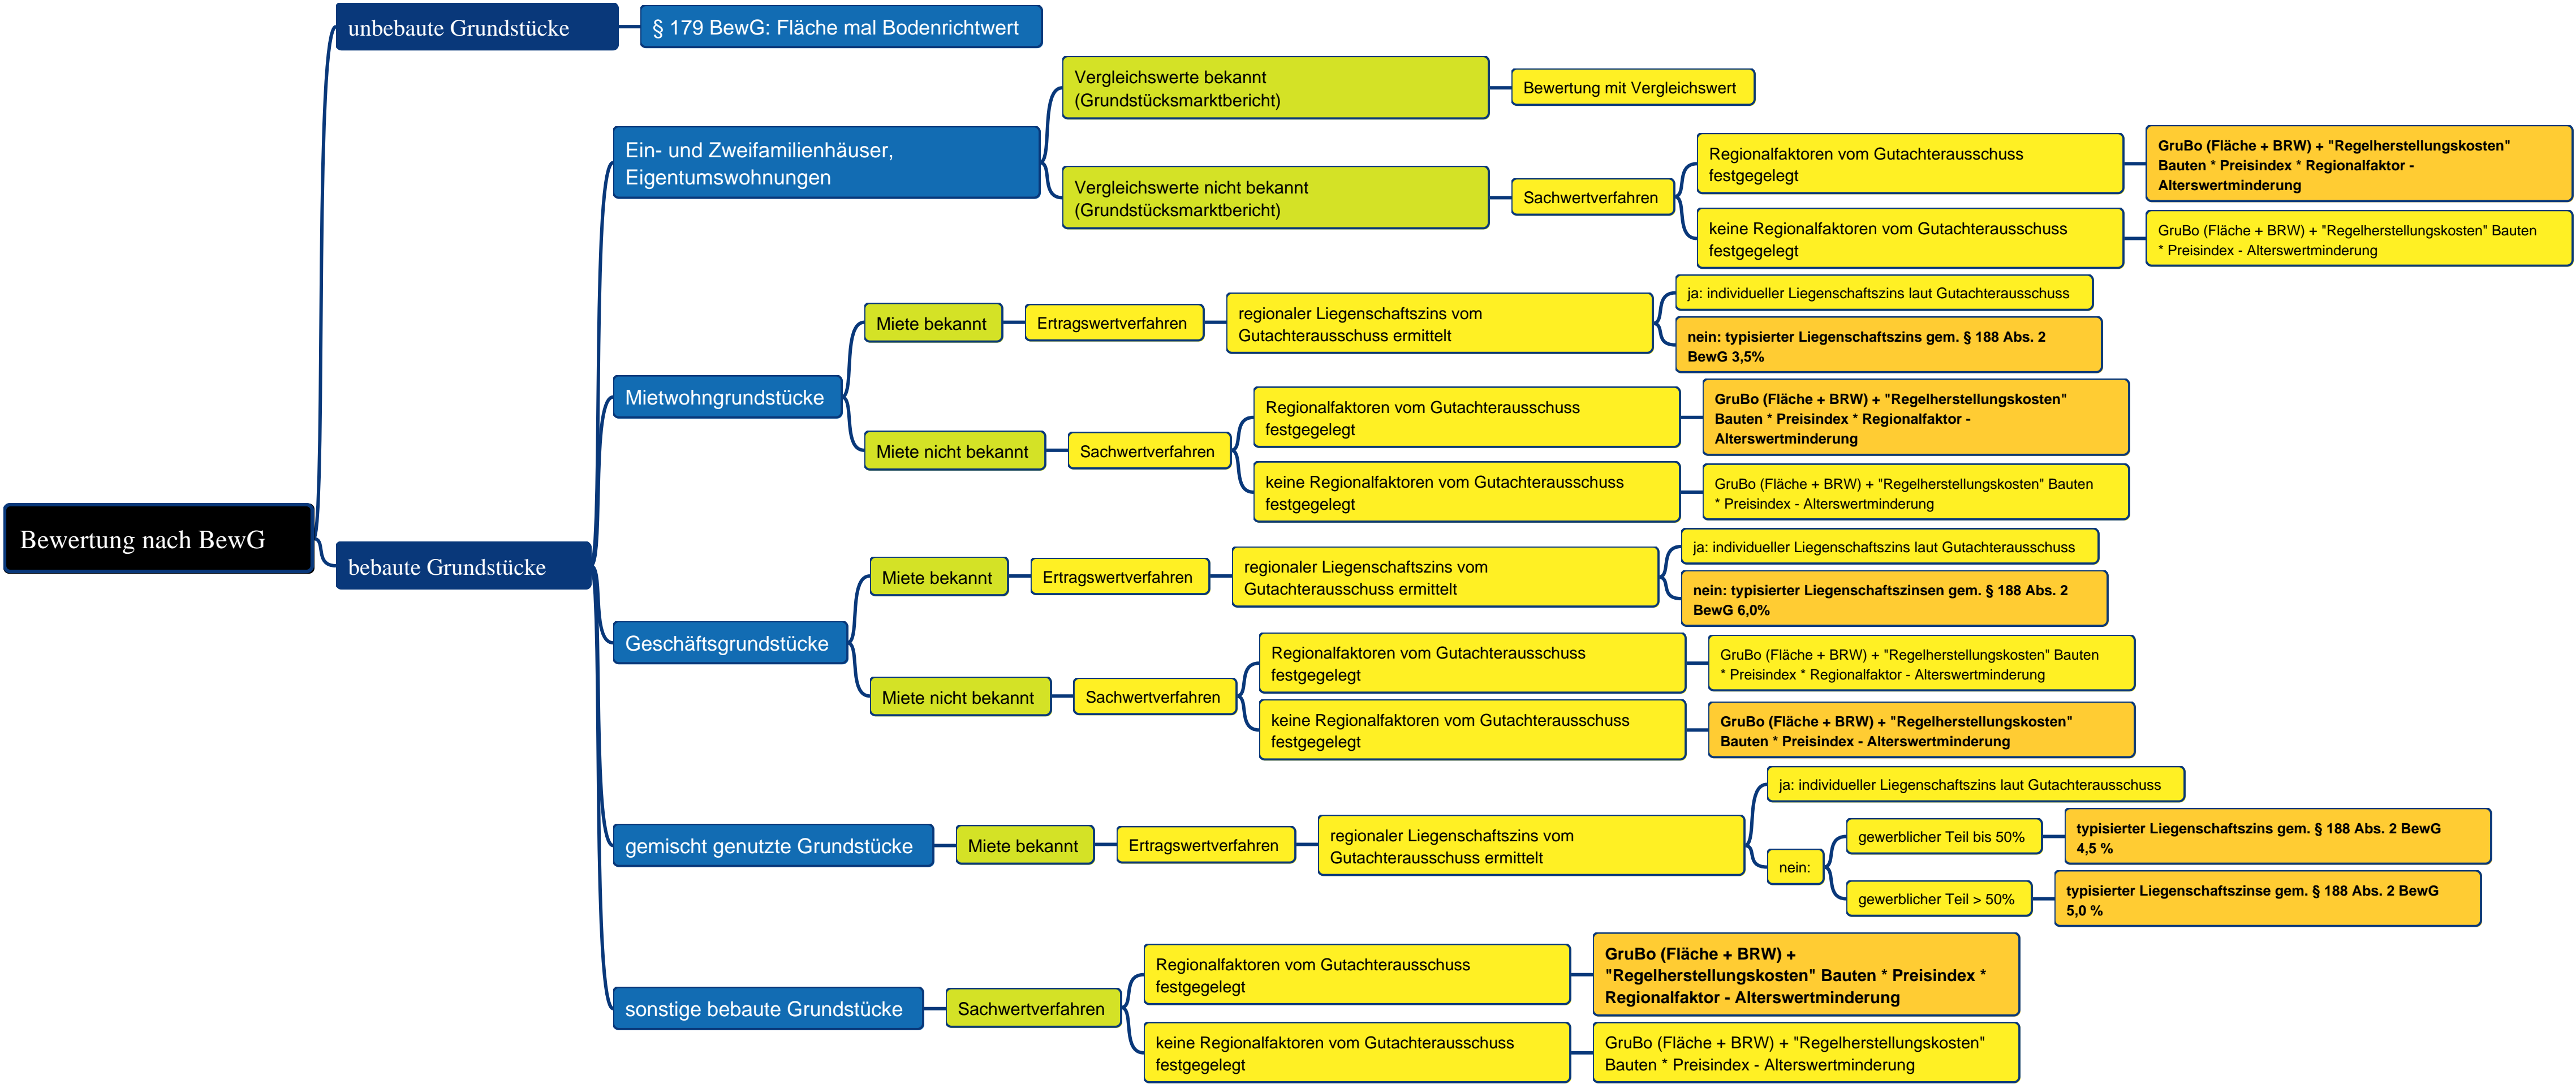 unbebaute Grundstücke
§ 179 BewG: Fläche mal Bodenrichtwert
Vergleichswerte bekannt
(Grundstücksmarktbericht)
Bewertung mit Vergleichswert
Ein- und Zweifamilienhäuser,
Eigentumswohnungen
Vergleichswerte nicht bekannt
(Grundstücksmarktbericht)
Sachwertverfahren
Regionalfaktoren vom Gutachterausschuss
festgegelegt
GruBo (Fläche + BRW) + "Regelherstellungskosten"
Bauten * Preisindex * Regionalfaktor -
Alterswertminderung
keine Regionalfaktoren vom Gutachterausschuss
festgegelegt
GruBo (Fläche + BRW) + "Regelherstellungskosten" Bauten
* Preisindex - Alterswertminderung
Mietwohngrundstücke
Miete bekannt
Ertragswertverfahren
regionaler Liegenschaftszins vom
Gutachterausschuss ermittelt
ja: individueller Liegenschaftszins laut Gutachterausschuss
nein: typisierter Liegenschaftszins gem. § 188 Abs. 2
BewG 3,5%
Miete nicht bekannt
Sachwertverfahren
Regionalfaktoren vom Gutachterausschuss
festgegelegt
GruBo (Fläche + BRW) + "Regelherstellungskosten"
Bauten * Preisindex * Regionalfaktor -
Alterswertminderung
keine Regionalfaktoren vom Gutachterausschuss
festgegelegt
GruBo (Fläche + BRW) + "Regelherstellungskosten" Bauten
* Preisindex - Alterswertminderung
Bewertung nach BewG
bebaute Grundstücke
Geschäftsgrundstücke
Miete bekannt
Ertragswertverfahren
regionaler Liegenschaftszins vom
Gutachterausschuss ermittelt
ja: individueller Liegenschaftszins laut Gutachterausschuss
nein: typisierter Liegenschaftszinsen gem. § 188 Abs. 2
BewG 6,0%
Miete nicht bekannt
Sachwertverfahren
Regionalfaktoren vom Gutachterausschuss
festgegelegt
GruBo (Fläche + BRW) + "Regelherstellungskosten" Bauten
* Preisindex * Regionalfaktor - Alterswertminderung
keine Regionalfaktoren vom Gutachterausschuss
festgegelegt
GruBo (Fläche + BRW) + "Regelherstellungskosten"
Bauten * Preisindex - Alterswertminderung
gemischt genutzte Grundstücke
Miete bekannt
Ertragswertverfahren
regionaler Liegenschaftszins vom
Gutachterausschuss ermittelt
ja: individueller Liegenschaftszins laut Gutachterausschuss
nein:
gewerblicher Teil bis 50%
typisierter Liegenschaftszins gem. § 188 Abs. 2 BewG
4,5 %
gewerblicher Teil > 50%
typisierter Liegenschaftszinse gem. § 188 Abs. 2 BewG
5,0 %
sonstige bebaute Grundstücke
Sachwertverfahren
Regionalfaktoren vom Gutachterausschuss
festgegelegt
GruBo (Fläche + BRW) +
"Regelherstellungskosten" Bauten * Preisindex *
Regionalfaktor - Alterswertminderung
keine Regionalfaktoren vom Gutachterausschuss
festgegelegt
GruBo (Fläche + BRW) + "Regelherstellungskosten"
Bauten * Preisindex - Alterswertminderung